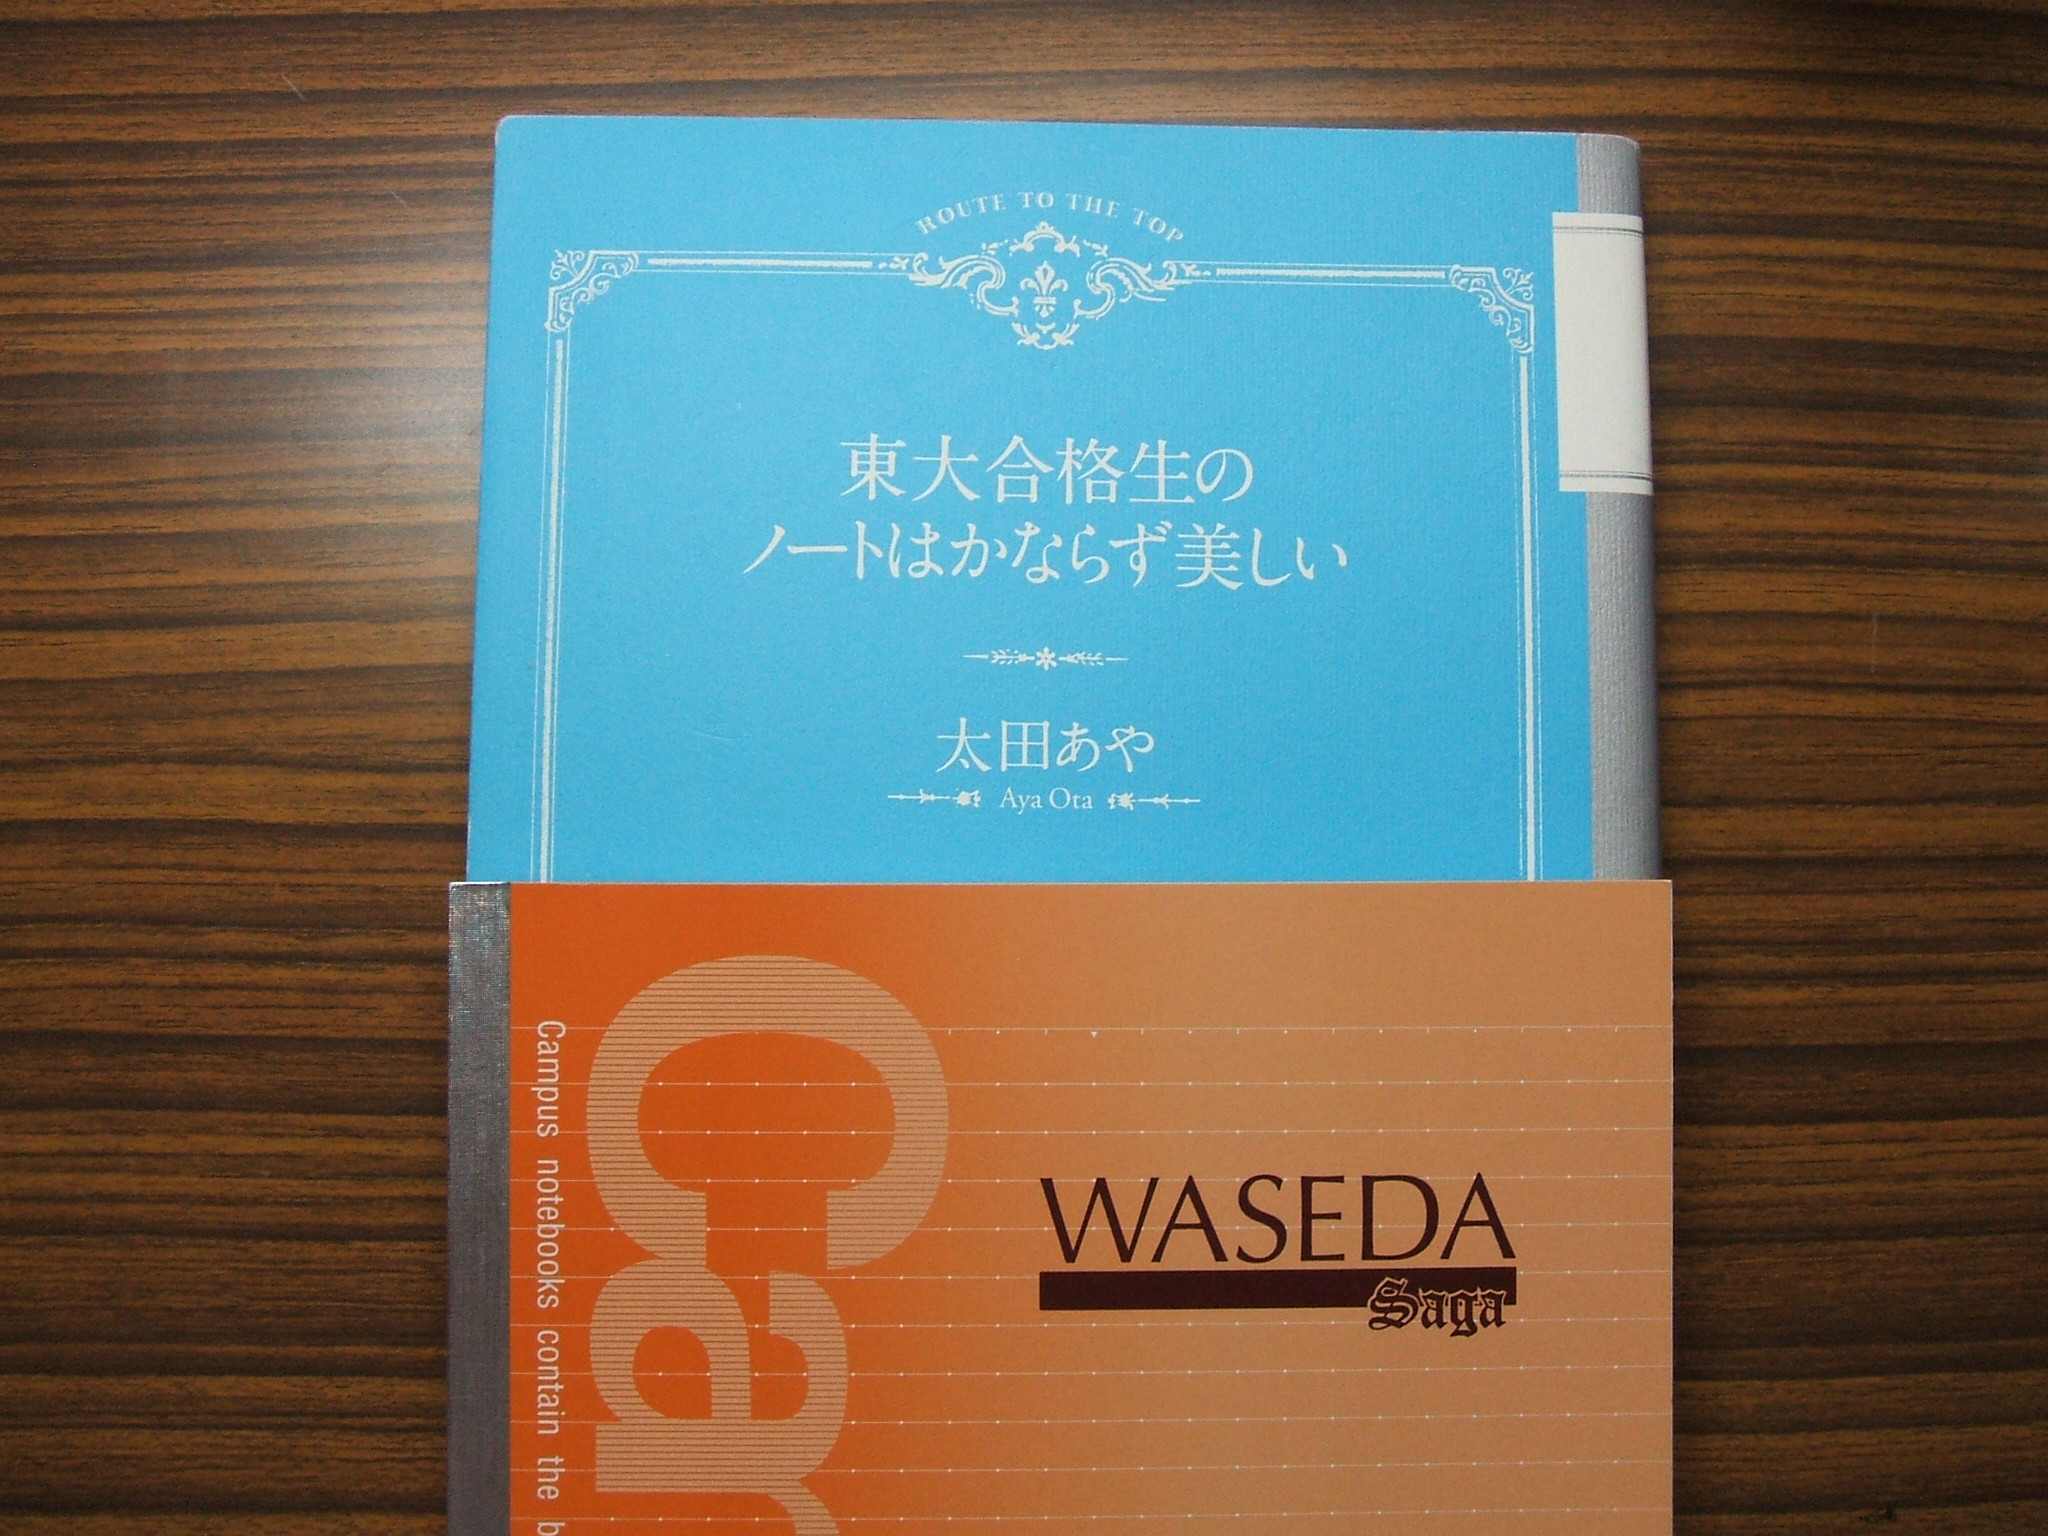 ROUTE TO THE TOP
東大合格生の
ノートはかならず美しい
太田あや
Aya Ota
Campus notebooks contain the b
Car
WASEDA
Saga